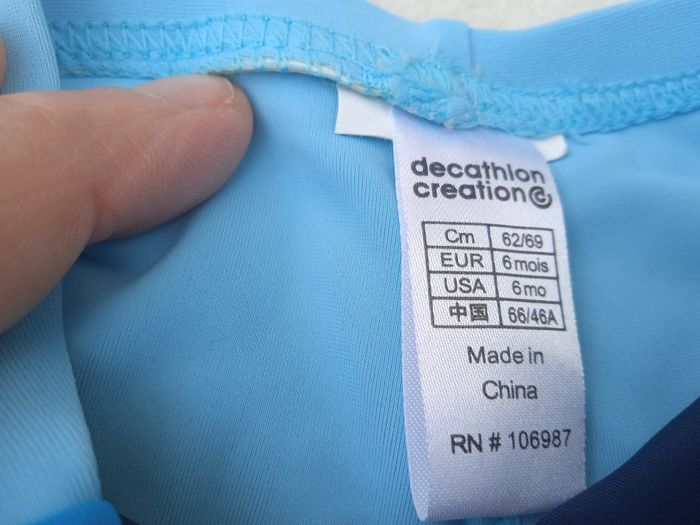 decathlon
creation
Cm 62/69
EUR 6 mois
USA 6 mo
中国 66/46A
Made in
China
RN # 106987